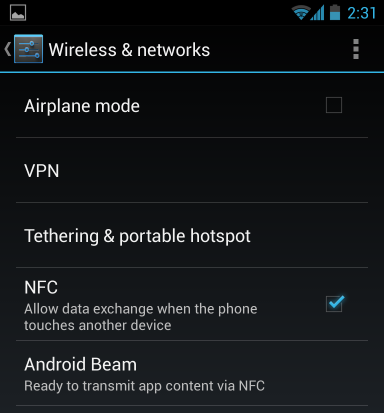 2:31
Wireless & networks
Airplane mode
VPN
Tethering & portable hotspot
NFC
Allow data exchange when the phone
touches another device
Android Beam
Ready to transmit app content via NFC